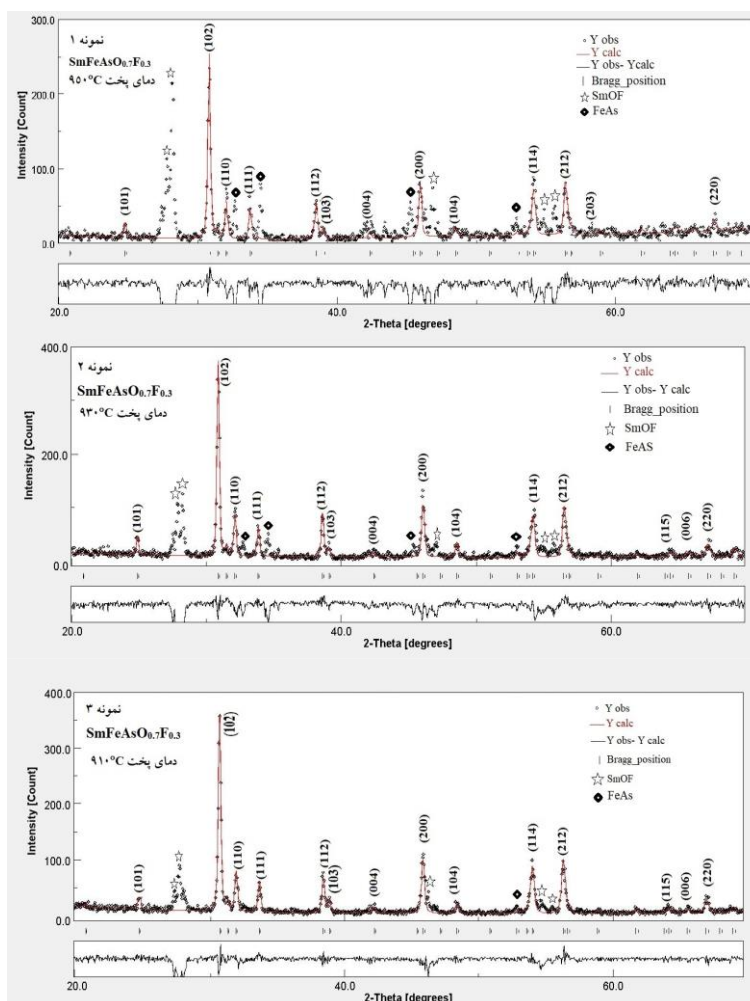 نمونه ۱
SmFeAsO0.7F0.3
دمای پخت ۹۵۰°C
Intensity [Count]
300.0
200.0
100.0
0.0
(101)
(102)
(110)
(111)
(112)
(103)
(004)
(200)
(104)
(114)
(212)
(203)
(220)
Y obs
Y calc
Y obs- Ycalc
Bragg_position
SmOF
FeAs
20.0
40.0
60.0
2-Theta [degrees]
نمونه ۲
SmFeAsO0.7F0.3
دمای پخت ۹۳۰°C
Intensity [Count]
400.0
200.0
0.0
(101)
(102)
(110)
(111)
(112)
(103)
(004)
(200)
(104)
(114)
(212)
(115)
(006)
(220)
Y obs
Y calc
Y obs- Y calc
Bragg_position
SmOF
FeAS
20.0
40.0
60.0
2-Theta [degrees]
نمونه ۳
SmFeAsO0.7F0.3
دمای پخت ۹۱۰°C
Intensity [Count]
400.0
300.0
200.0
100.0
0.0
(101)
(102)
(110)
(111)
(112)
(103)
(004)
(200)
(104)
(114)
(212)
(115)
(006)
(220)
Y obs
Y calc
Y obs- Y calc
Bragg_position
SmOF
FeAs
20.0
40.0
60.0
2-Theta [degrees]